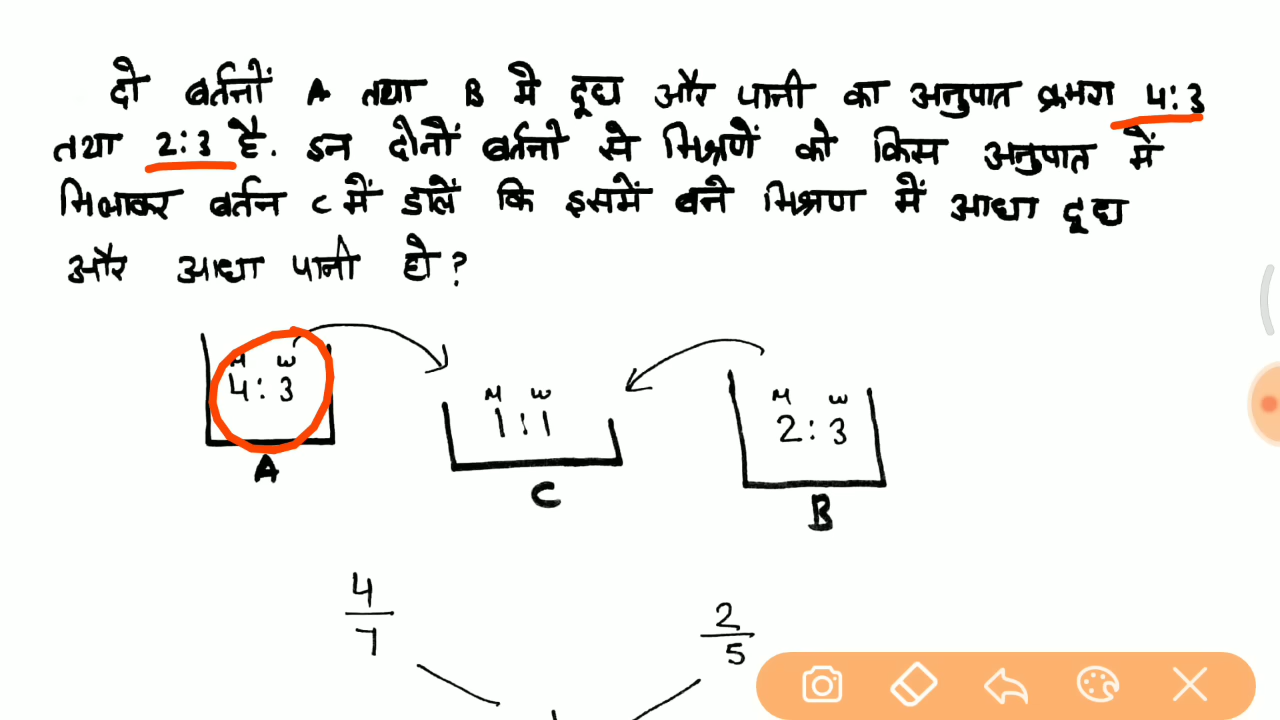 दो बर्तनों A तथा B मे दूध और पानी का अनुपात क्रमश 4:3
तथा 2:3 है. इन दोनों बर्तनो से मिश्रणें को किस अनुपात में
मिलाकर बर्तन C में डालें कि इसमें बने मिश्रण में आधा दूध
और आधा पानी हो?
M W
4:3
A
M W
1:1
C
M W
2:3
B
4
7
2
5